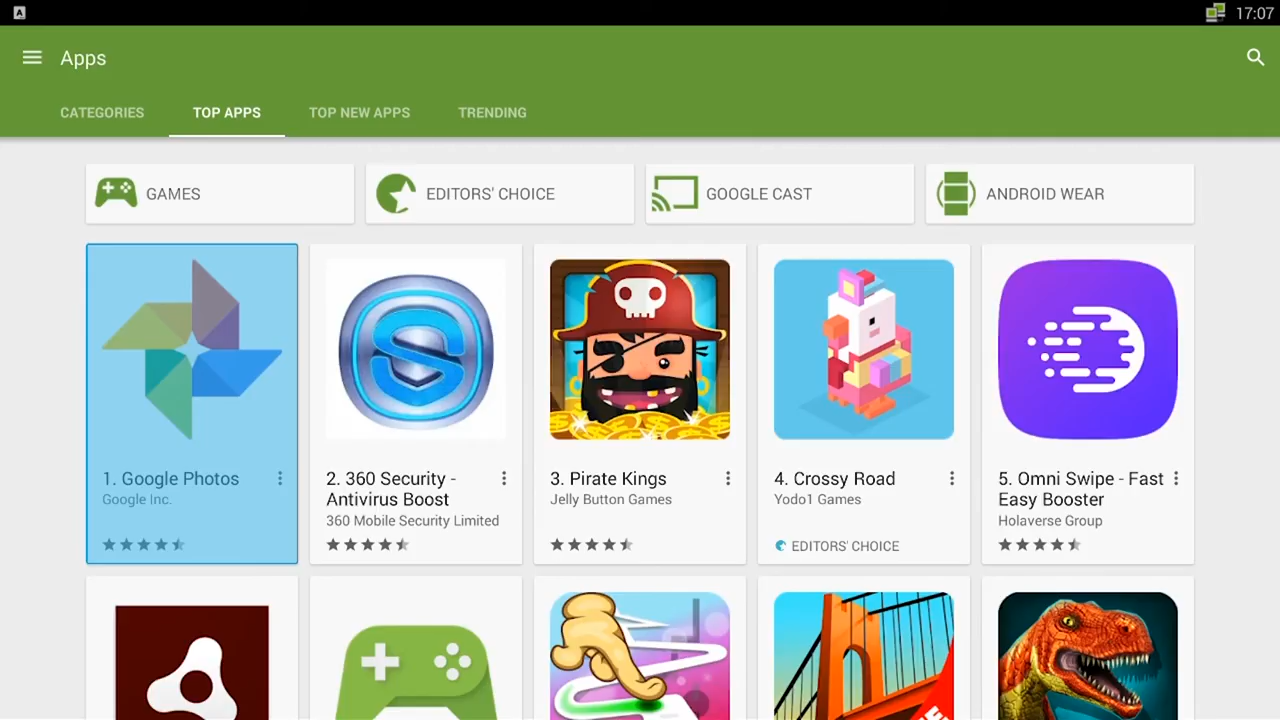 A
17:07
Apps
CATEGORIES
TOP APPS
TOP NEW APPS
TRENDING
GAMES
EDITORS' CHOICE
GOOGLE CAST
ANDROID WEAR
S
1. Google Photos
Google Inc.
2. 360 Security -
Antivirus Boost
360 Mobile Security Limited
3. Pirate Kings
Jelly Button Games
4. Crossy Road
Yodo1 Games
EDITORS' CHOICE
5. Omni Swipe - Fast
Easy Booster
Holaverse Group